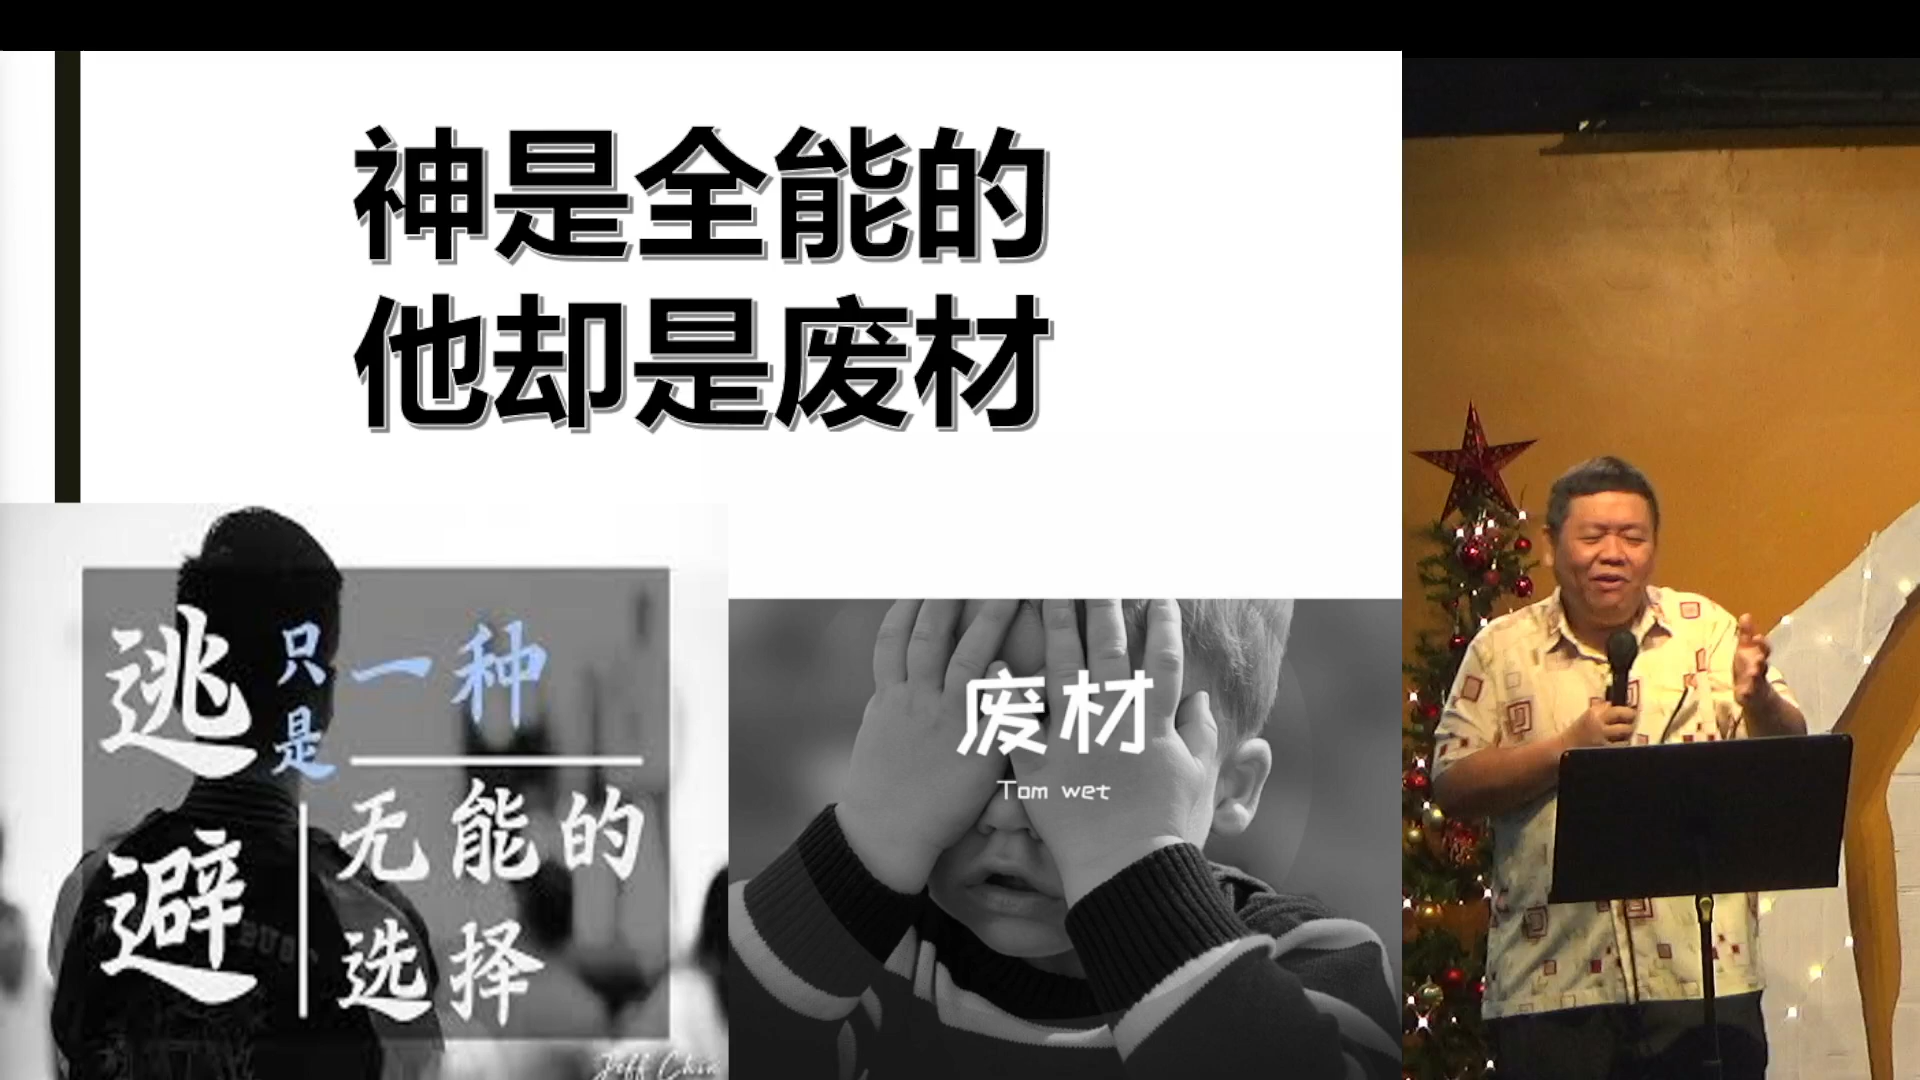 神是全能的
他却是废材
逃避
只是
一种
无能的
选择
废材
Tom wet